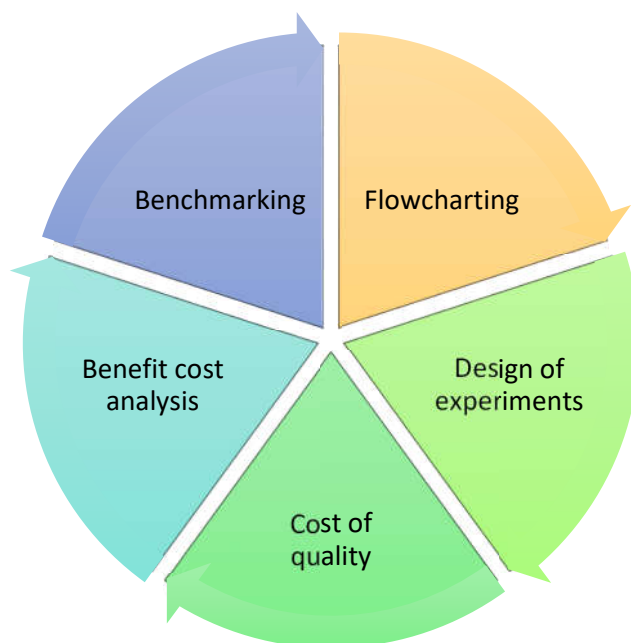 Benchmarking
Flowcharting
Benefit cost
analysis
Design of
experiments
Cost of
quality